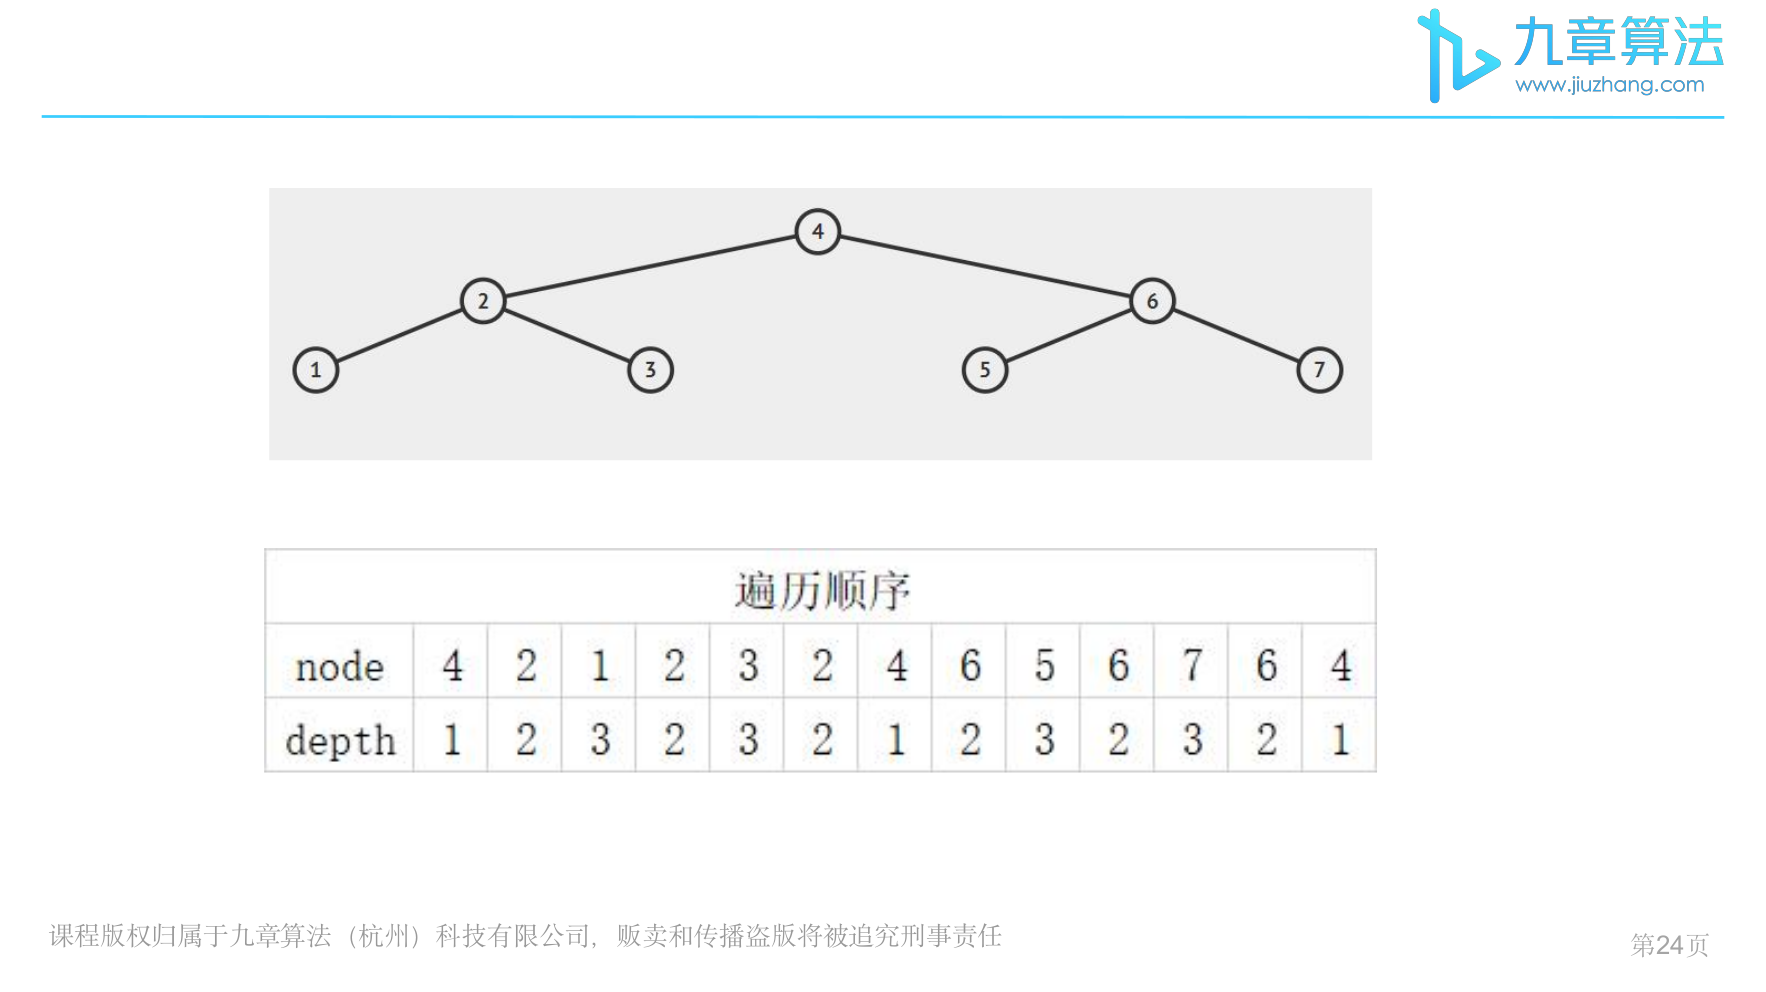 九章算法
www.jiuzhang.com
4
2 6
1 3 5 7
遍历顺序
node 4 2 1 2 3 2 4 6 5 6 7 6 4
depth 1 2 3 2 3 2 1 2 3 2 3 2 1
课程版权归属于九章算法（杭州）科技有限公司，贩卖和传播盗版将被追究刑事责任
第24页